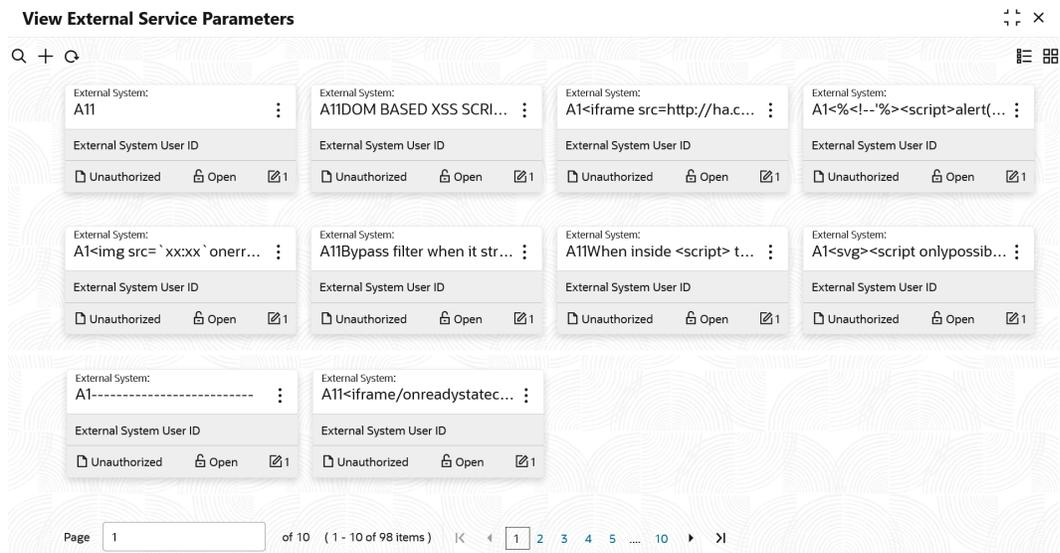 View External Service Parameters
External System:
A11
External System User ID
Unauthorized Open 1
External System:
A11DOM BASED XSS SCRI...
External System User ID
Unauthorized Open 1
External System:
A1<iframe src=http://ha.c...
External System User ID
Unauthorized Open 1
External System:
A1<%<!--'%><script>alert(...
External System User ID
Unauthorized Open 1
External System:
A1<img src=`xx:xx`onerr...
External System User ID
Unauthorized Open 1
External System:
A11Bypass filter when it str...
External System User ID
Unauthorized Open 1
External System:
A11When inside <script> t...
External System User ID
Unauthorized Open 1
External System:
A1<svg><script onlypossib...
External System User ID
Unauthorized Open 1
External System:
A1--------------------------
External System User ID
Unauthorized Open 1
External System:
A11<iframe/onreadystatec...
External System User ID
Unauthorized Open 1
Page 1 of 10 ( 1 - 10 of 98 items ) 1 2 3 4 5 .... 10